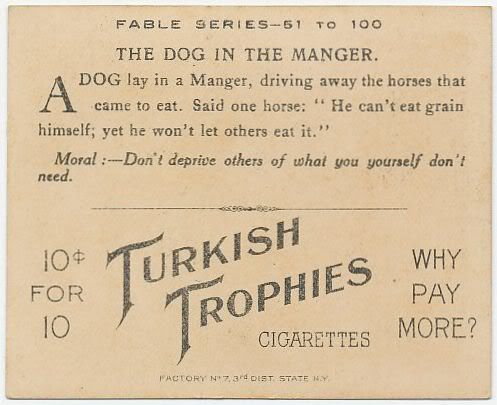 FABLE SERIES—51 TO 100
THE DOG IN THE MANGER.
A DOG lay in a Manger, driving away the horses that
came to eat. Said one horse: "He can't eat grain
himself; yet he won't let others eat it."
Moral :—Don't deprive others of what you yourself don't
need.
10¢
FOR
10
TURKISH
TROPHIES
CIGARETTES
WHY
PAY
MORE?
FACTORY No 7, 3rd DIST. STATE N.Y.